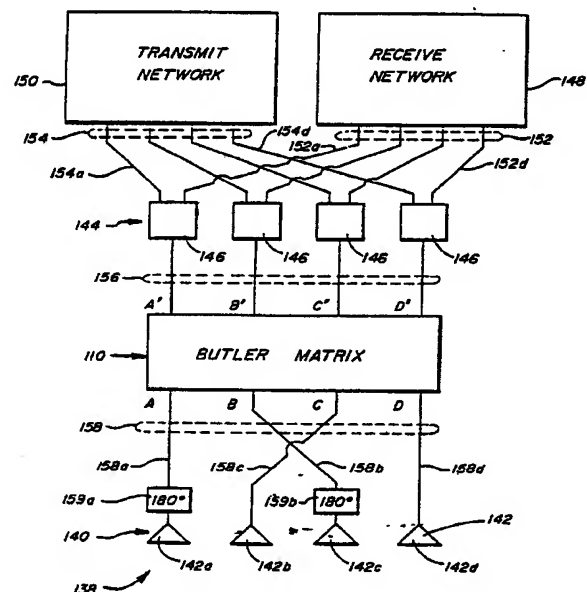 TRANSMIT
NETWORK
RECEIVE
NETWORK
150
148
154
154d
152a
152
154a
152d
144
146
146
146
146
156
A'
B'
C'
D'
110
BUTLER MATRIX
A
B
C
D
158
158a
158c
158b
158d
159a
180°
159b
180°
140
142
142a
142b
142c
142d
138